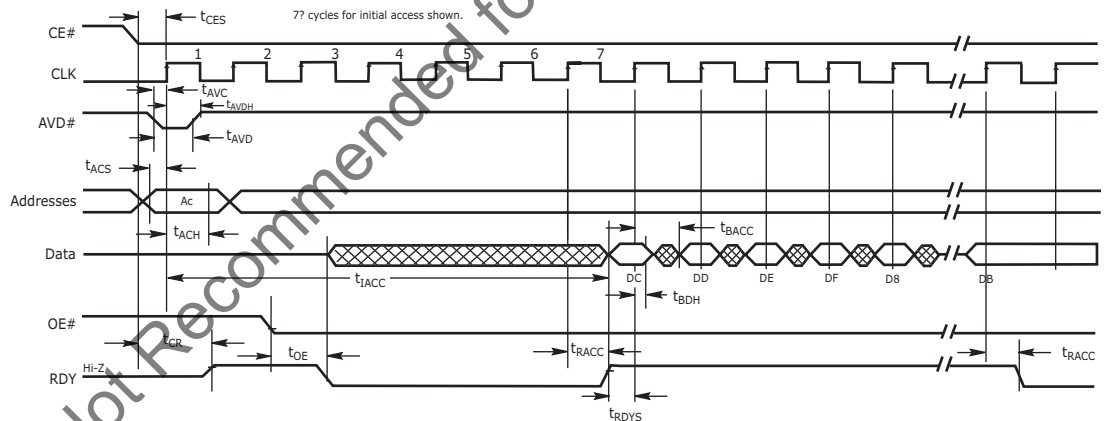 7? cycles for initial access shown.
tCES
CE#
1 2 3 4 5 6 7
CLK
tAVC
tAVDH
AVD#
tAVD
tACS
Addresses
Ac
tACH
tBACC
Data
DC DD DE DF D8 DB
tIACC
tBDH
OE#
tCR
tOE
tRACC
tRACC
Hi-Z
RDY
tRDYS
ot Recommended fo